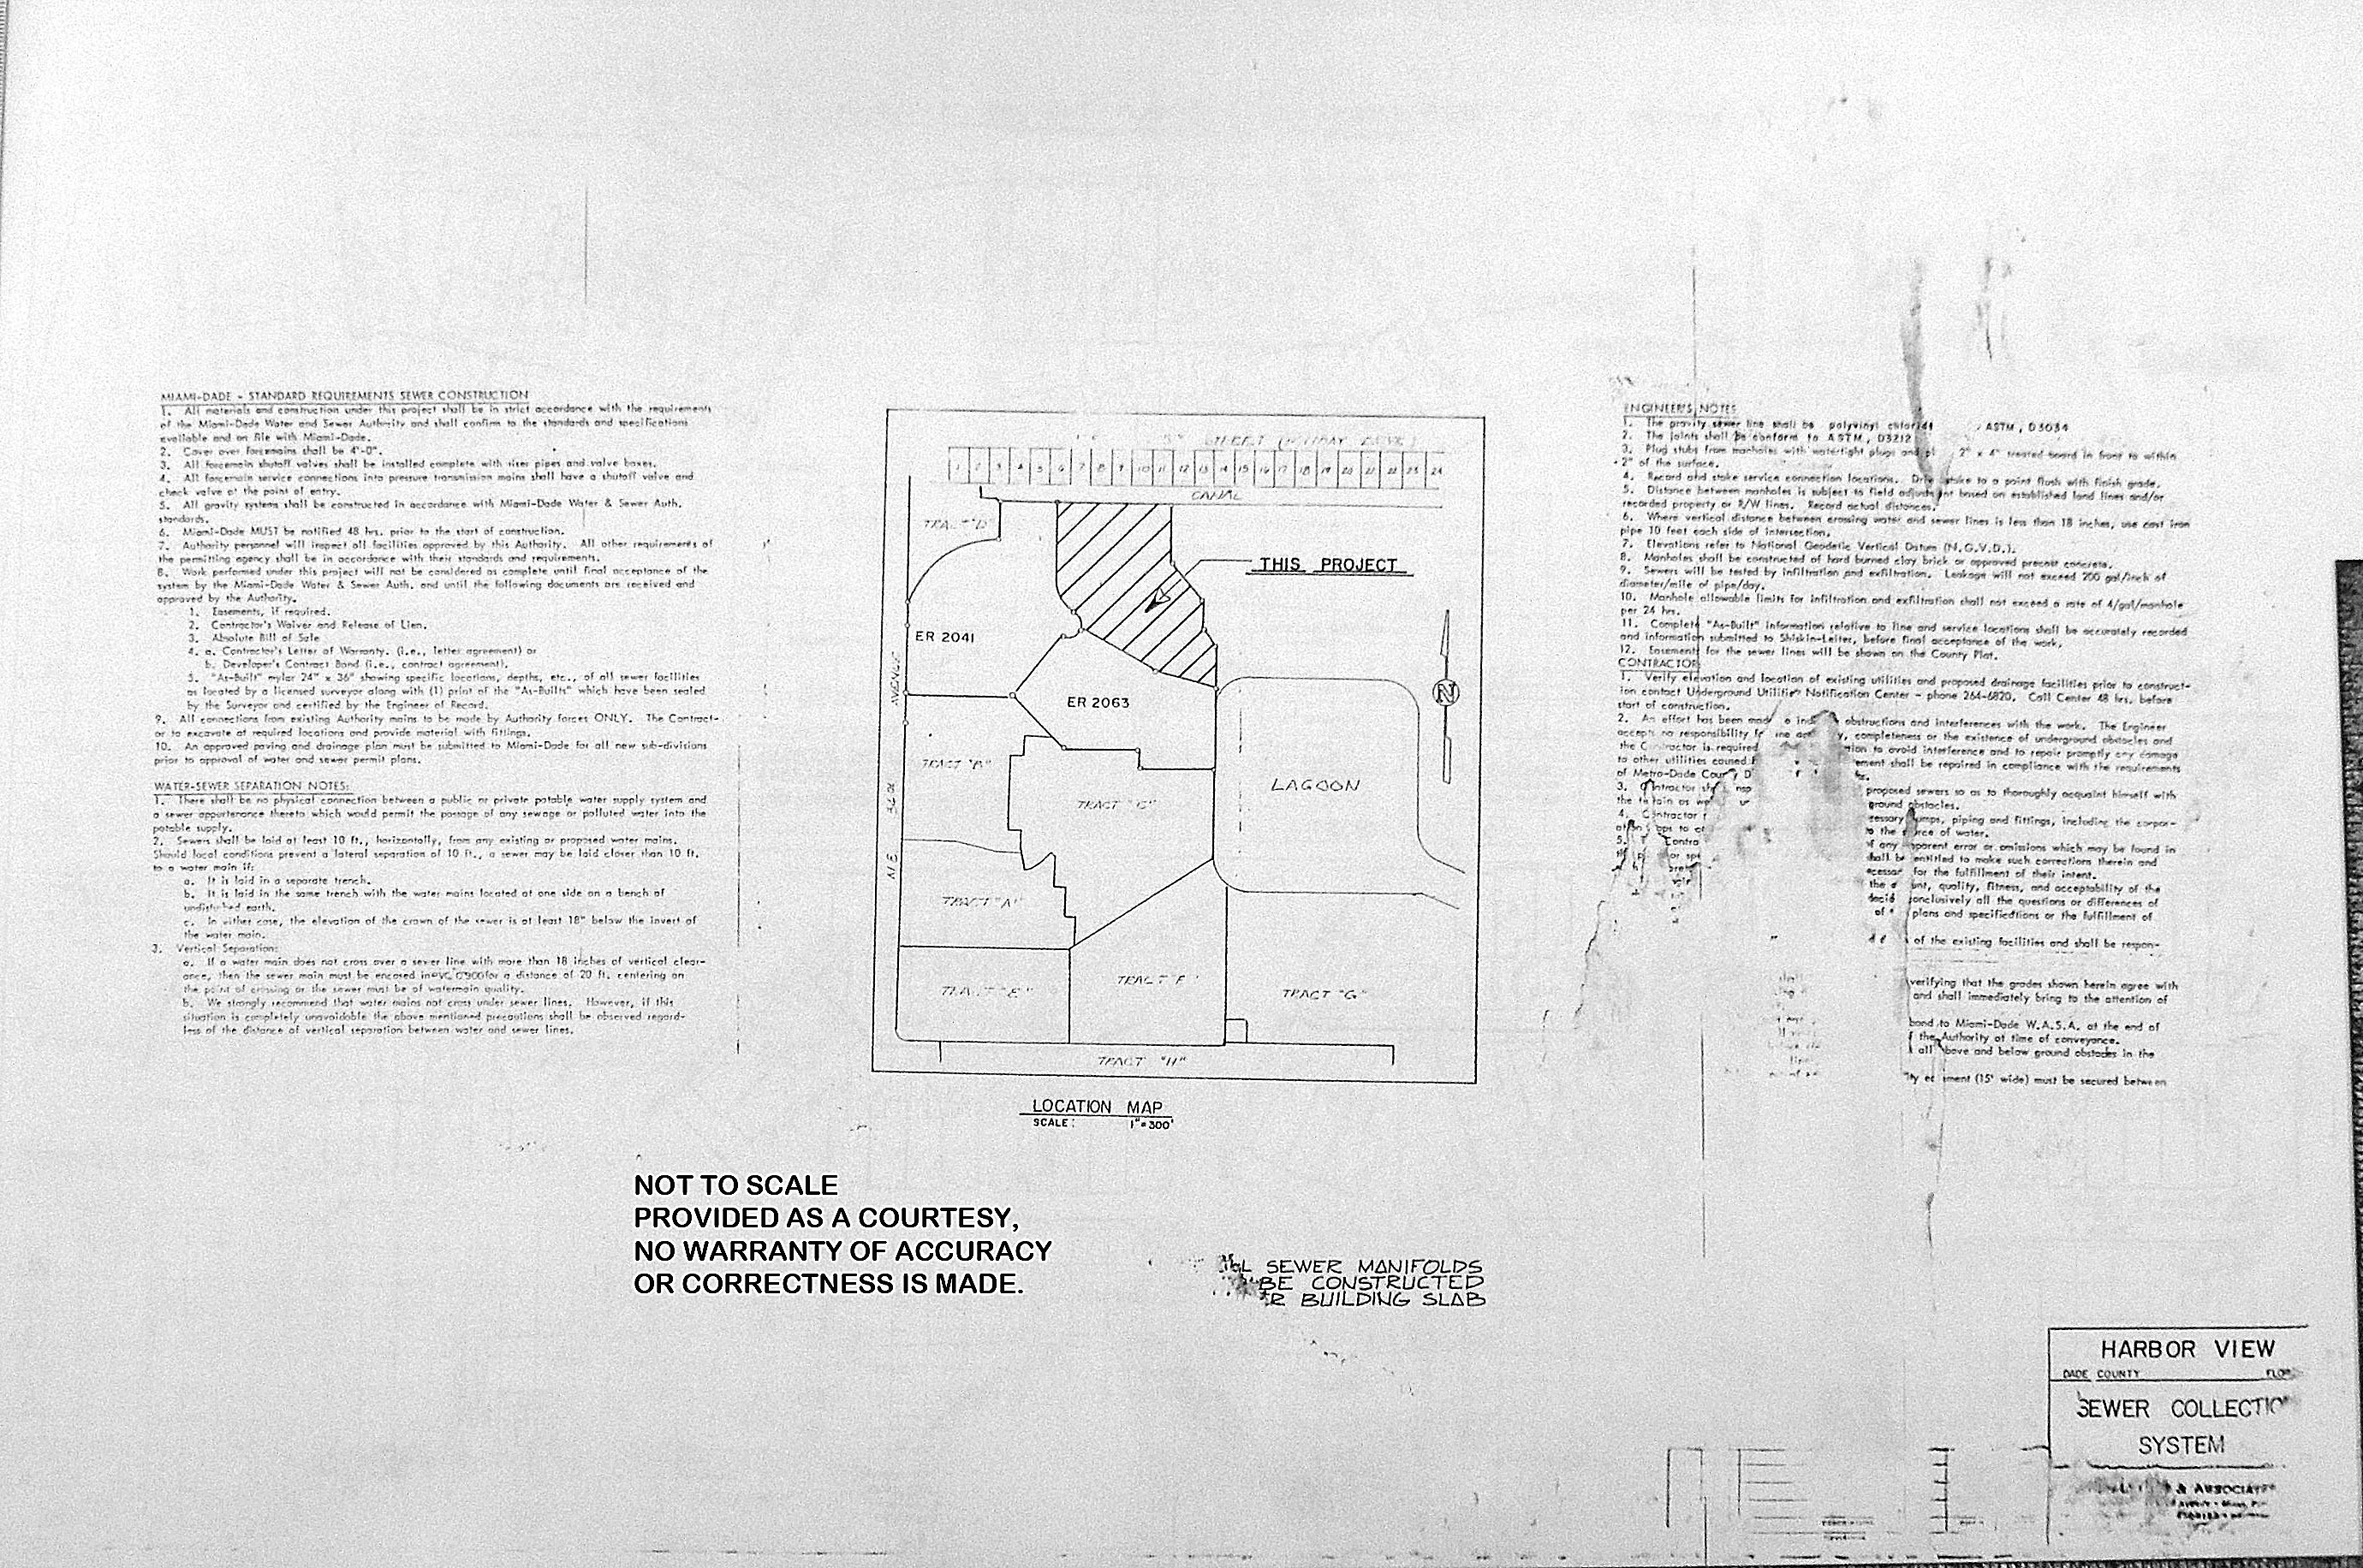 MIAMI-DADE - STANDARD REQUIREMENTS SEWER CONSTRUCTION
1. All materials and construction under this project shall be in strict accordance with the requirements
of the Miami-Dade Water and Sewer Authority and shall confirm to the standards and specifications
available and on file with Miami-Dade.
2. Cover over forcemains shall be 4'-0".
3. All forcemain shutoff valves shall be installed complete with riser pipes and valve boxes.
4. All forcemain service connections into pressure transmission mains shall have a shutoff valve and
check valve at the point of entry.
5. All gravity systems shall be constructed in accordance with Miami-Dade Water & Sewer Auth.
standards.
6. Miami-Dade MUST be notified 48 hrs. prior to the start of construction.
7. Authority personnel will inspect all facilities approved by this Authority. All other requirements of
the permitting agency shall be in accordance with their standards and requirements.
8. Work performed under this project will not be considered as complete until final acceptance of the
system by the Miami-Dade Water & Sewer Auth. and until the following documents are received and
approved by the Authority.
1. Easements, if required.
2. Contractor's Waiver and Release of Lien.
3. Absolute Bill of Sale
4. a. Contractor's Letter of Warranty. (i.e., letter agreement) or
b. Developer's Contract Bond (i.e., contract agreement).
5. "As-Built" mylar 24" x 36" showing specific locations, depths, etc., of all sewer facilities
as located by a licensed surveyor along with (1) print of the "As-Builts" which have been sealed
by the Surveyor and certified by the Engineer of Record.
9. All connections from existing Authority mains to be made by Authority forces ONLY. The Contract-
or to excavate at required locations and provide material with fittings.
10. An approved paving and drainage plan must be submitted to Miami-Dade for all new sub-divisions
prior to approval of water and sewer permit plans.
WATER-SEWER SEPARATION NOTES:
1. There shall be no physical connection between a public or private potable water supply system and
a sewer appurtenance thereto which would permit the passage of any sewage or polluted water into the
potable supply.
2. Sewers shall be laid at least 10 ft., horizontally, from any existing or proposed water mains.
Should local conditions prevent a lateral separation of 10 ft., a sewer may be laid closer than 10 ft.
to a water main if:
a. It is laid in a separate trench.
b. It is laid in the same trench with the water mains located at one side on a bench of
undisturbed earth.
c. In either case, the elevation of the crown of the sewer is at least 18" below the invert of
the water main.
3. Vertical Separation:
a. If a water main does not cross over a sewer line with more than 18 inches of vertical clear-
ance, then the sewer main must be encased in PVC C-900 for a distance of 20 ft. centering on
the point of crossing or the sewer must be of watermain quality.
b. We strongly recommend that water mains not cross under sewer lines. However, if this
situation is completely unavoidable the above mentioned precautions shall be observed regard-
less of the distance of vertical separation between water and sewer lines.
STREET
1 2 3 4 5 6 7 8 9 10 11 12 13 14 15 16 17 18 19 20 21 22 23 24
CANAL
TRACT "D"
THIS PROJECT
ER 2041
ER 2063
N
N.E. 34th AVENUE
TRACT "B"
TRACT "C"
LAGOON
TRACT "A"
TRACT "E"
TRACT "F"
TRACT "G"
TRACT "H"
LOCATION MAP
SCALE: 1"=300'
NOT TO SCALE
PROVIDED AS A COURTESY,
NO WARRANTY OF ACCURACY
OR CORRECTNESS IS MADE.
SEWER MANIFOLDS
BE CONSTRUCTED
BUILDING SLAB
ENGINEER'S NOTES
1. The gravity sewer line shall be polyvinyl chloride, ASTM, D3034
2. The joints shall be conform to ASTM, D3212
3. Plug stubs from manholes with watertight plugs and 2" x 4" treated board in front to within
2" of the surface.
4. Record and stake service connection locations. Drive stake to a point flush with finish grade.
5. Distance between manholes is subject to field adjustment based on established land lines and/or
recorded property or R/W lines. Record actual distances.
6. Where vertical distance between crossing water and sewer lines is less than 18 inches, use cast iron
pipe 10 feet each side of intersection.
7. Elevations refer to National Geodetic Vertical Datum (N.G.V.D.).
8. Manholes shall be constructed of hard burned clay brick or approved precast concrete.
9. Sewers will be tested by infiltration and exfiltration. Leakage will not exceed 200 gal/inch of
diameter/mile of pipe/day.
10. Manhole allowable limits for infiltration and exfiltration shall not exceed a rate of 4/gal/manhole
per 24 hrs.
11. Complete "As-Built" information relative to line and service locations shall be accurately recorded
and information submitted to Shiskin-Leiter, before final acceptance of the work.
12. Easement for the sewer lines will be shown on the County Plat.
CONTRACTOR
1. Verify elevation and location of existing utilities and proposed drainage facilities prior to construct-
ion contact Underground Utilities Notification Center - phone 264-6820. Call Center 48 hrs. before
start of construction.
2. An effort has been made obstructions and interferences with the work. The Engineer
accepts no responsibility completeness or the existence of underground obstacles and
the Contractor is required to avoid interference and to repair promptly any damage
to other utilities caused shall be repaired in compliance with the requirements
of Metro-Dade County
3. Contractor proposed sewers so as to thoroughly acquaint himself with
the obstacles.
4. Contractor pumps, piping and fittings, including the corpor-
to the source of water.
5. of any apparent error or omissions which may be found in
shall be entitled to make such corrections therein and
for the fulfillment of their intent.
the quality, fitness, and acceptability of the
conclusively all the questions or differences of
of plans and specifications or the fulfillment of
of the existing facilities and shall be respon-
verifying that the grades shown herein agree with
and shall immediately bring to the attention of
bond to Miami-Dade W.A.S.A. at the end of
the Authority at time of conveyance.
all above and below ground obstacles in the
(15' wide) must be secured between
HARBOR VIEW
DADE COUNTY
SEWER COLLECTION
SYSTEM
& ASSOCIATES